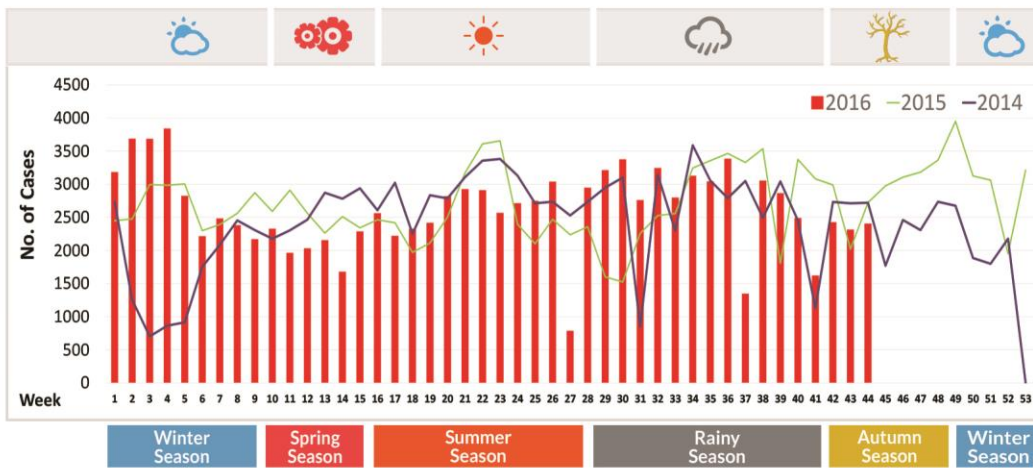 4500
4000
3500
3000
2500
2000
1500
1000
500
0
No. of Cases
2016 2015 2014
Week 1 2 3 4 5 6 7 8 9 10 11 12 13 14 15 16 17 18 19 20 21 22 23 24 25 26 27 28 29 30 31 32 33 34 35 36 37 38 39 40 41 42 43 44 45 46 47 48 49 50 51 52 53
Winter
Season
Spring
Season
Summer
Season
Rainy
Season
Autumn
Season
Winter
Season